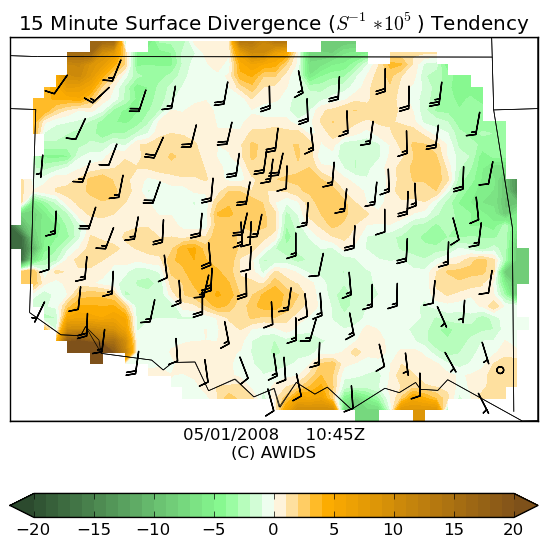 15 Minute Surface Divergence (S⁻¹ *10⁵ ) Tendency
05/01/2008 10:45Z
(C) AWIDS
−20 −15 −10 −5 0 5 10 15 20